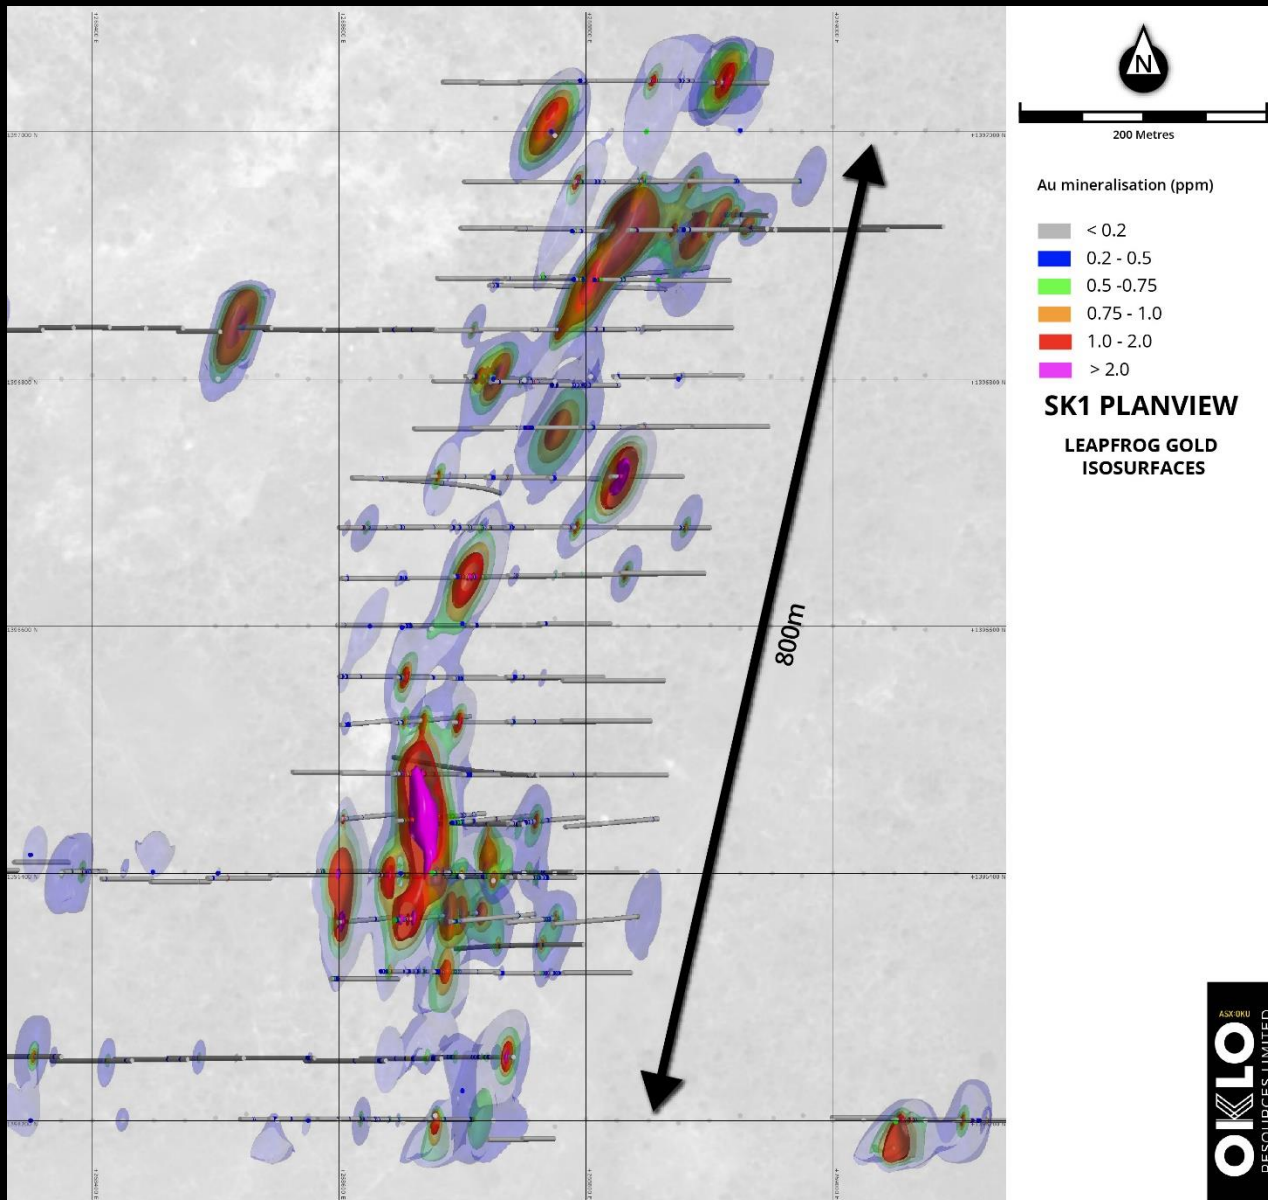 N
200 Metres
Au mineralisation (ppm)
< 0.2
0.2 - 0.5
0.5 -0.75
0.75 - 1.0
1.0 - 2.0
> 2.0
SK1 PLANVIEW
LEAPFROG GOLD
ISOSURFACES
800m
ASX:OKU
OKLO
RESOURCES LIMITED